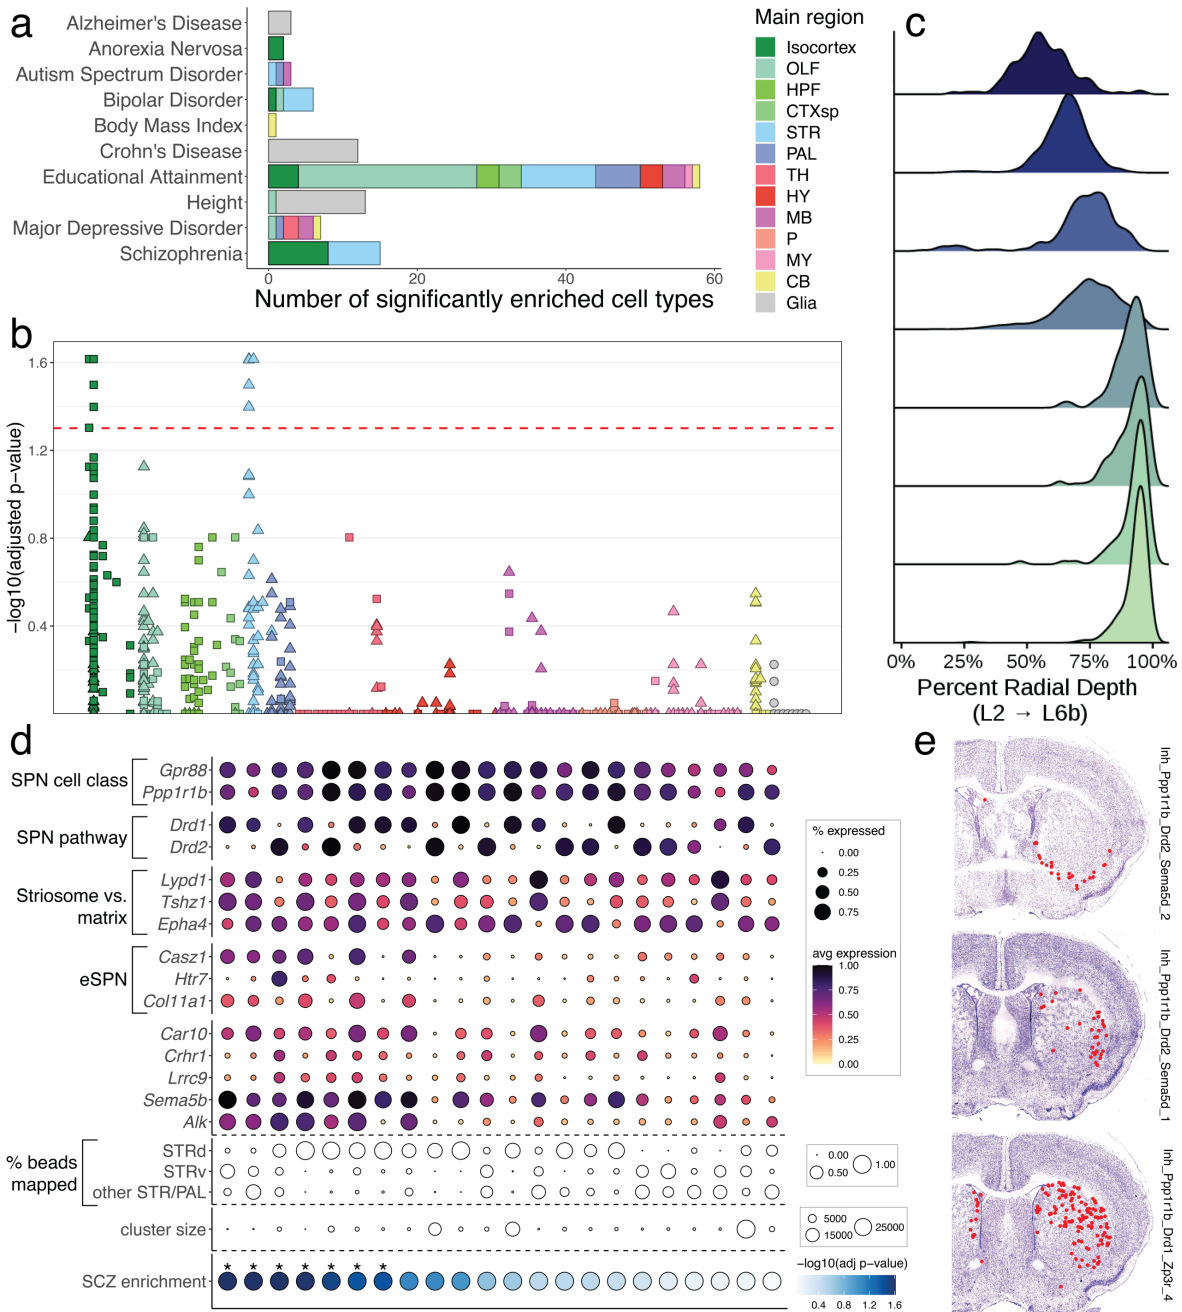 a
Alzheimer's Disease
Anorexia Nervosa
Autism Spectrum Disorder
Bipolar Disorder
Body Mass Index
Crohn's Disease
Educational Attainment
Height
Major Depressive Disorder
Schizophrenia
0 20 40 60
Number of significantly enriched cell types
Main region
Isocortex
OLF
HPF
CTXsp
STR
PAL
TH
HY
MB
P
MY
CB
Glia
b
−log10(adjusted p−value)
1.6
1.2
0.8
0.4
c
0% 25% 50% 75% 100%
Percent Radial Depth
(L2 → L6b)
d
SPN cell class
Gpr88
Ppp1r1b
SPN pathway
Drd1
Drd2
Striosome vs.
matrix
Lypd1
Tshz1
Epha4
eSPN
Casz1
Htr7
Col11a1
Car10
Crhr1
Lrrc9
Sema5b
Alk
% beads
mapped
STRd
STRv
other STR/PAL
cluster size
* * * * * * *
SCZ enrichment
% expressed
0.00
0.25
0.50
0.75
avg expression
1.00
0.75
0.50
0.25
0.00
0.00
0.50
1.00
5000
15000
25000
−log10(adj p−value)
0.4 0.8 1.2 1.6
e
Inh_Ppp1r1b_Drd2_Sema5d_2
Inh_Ppp1r1b_Drd2_Sema5d_1
Inh_Ppp1r1b_Drd1_Zp3r_4